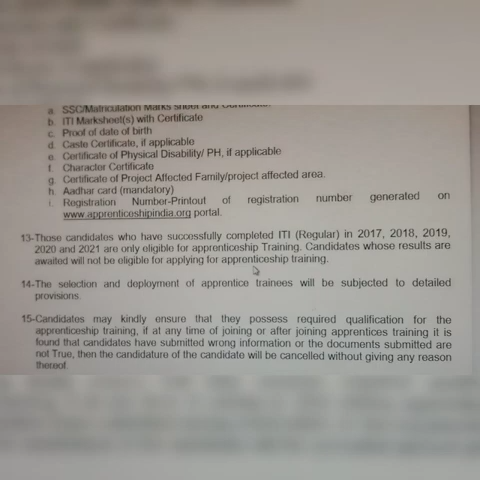 a. SSC/Matriculation Marks sheet and Certificate.
b. ITI Marksheet(s) with Certificate
c. Proof of date of birth
d. Caste Certificate, if applicable
e. Certificate of Physical Disability/ PH, if applicable
f. Character Certificate
g. Certificate of Project Affected Family/project affected area.
h. Aadhar card (mandatory)
i. Registration Number-Printout of registration number generated on
www.apprenticeshipindia.org portal.
13-Those candidates who have successfully completed ITI (Regular) in 2017, 2018, 2019,
2020 and 2021 are only eligible for apprenticeship Training. Candidates whose results are
awaited will not be eligible for applying for apprenticeship training.
14-The selection and deployment of apprentice trainees will be subjected to detailed
provisions.
15-Candidates may kindly ensure that they possess required qualification for the
apprenticeship training, if at any time of joining or after joining apprentices training it is
found that candidates have submitted wrong information or the documents submitted are
not True, then the candidature of the candidate will be cancelled without giving any reason
thereof